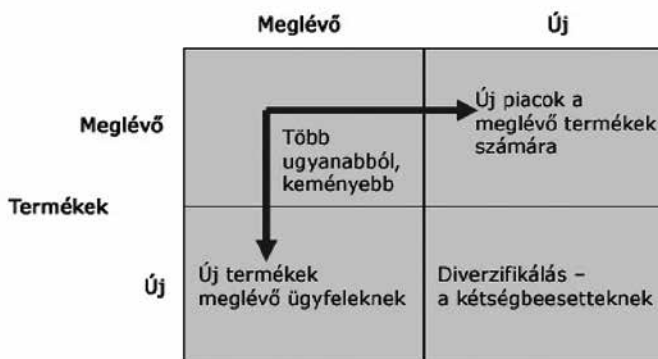 Meglévő Új
Meglévő
Több
ugyanabból,
keményebb
Új piacok a
meglévő termékek
számára
Termékek
Új
Új termékek
meglévő ügyfeleknek
Diverzifikálás –
a kétségbeesetteknek